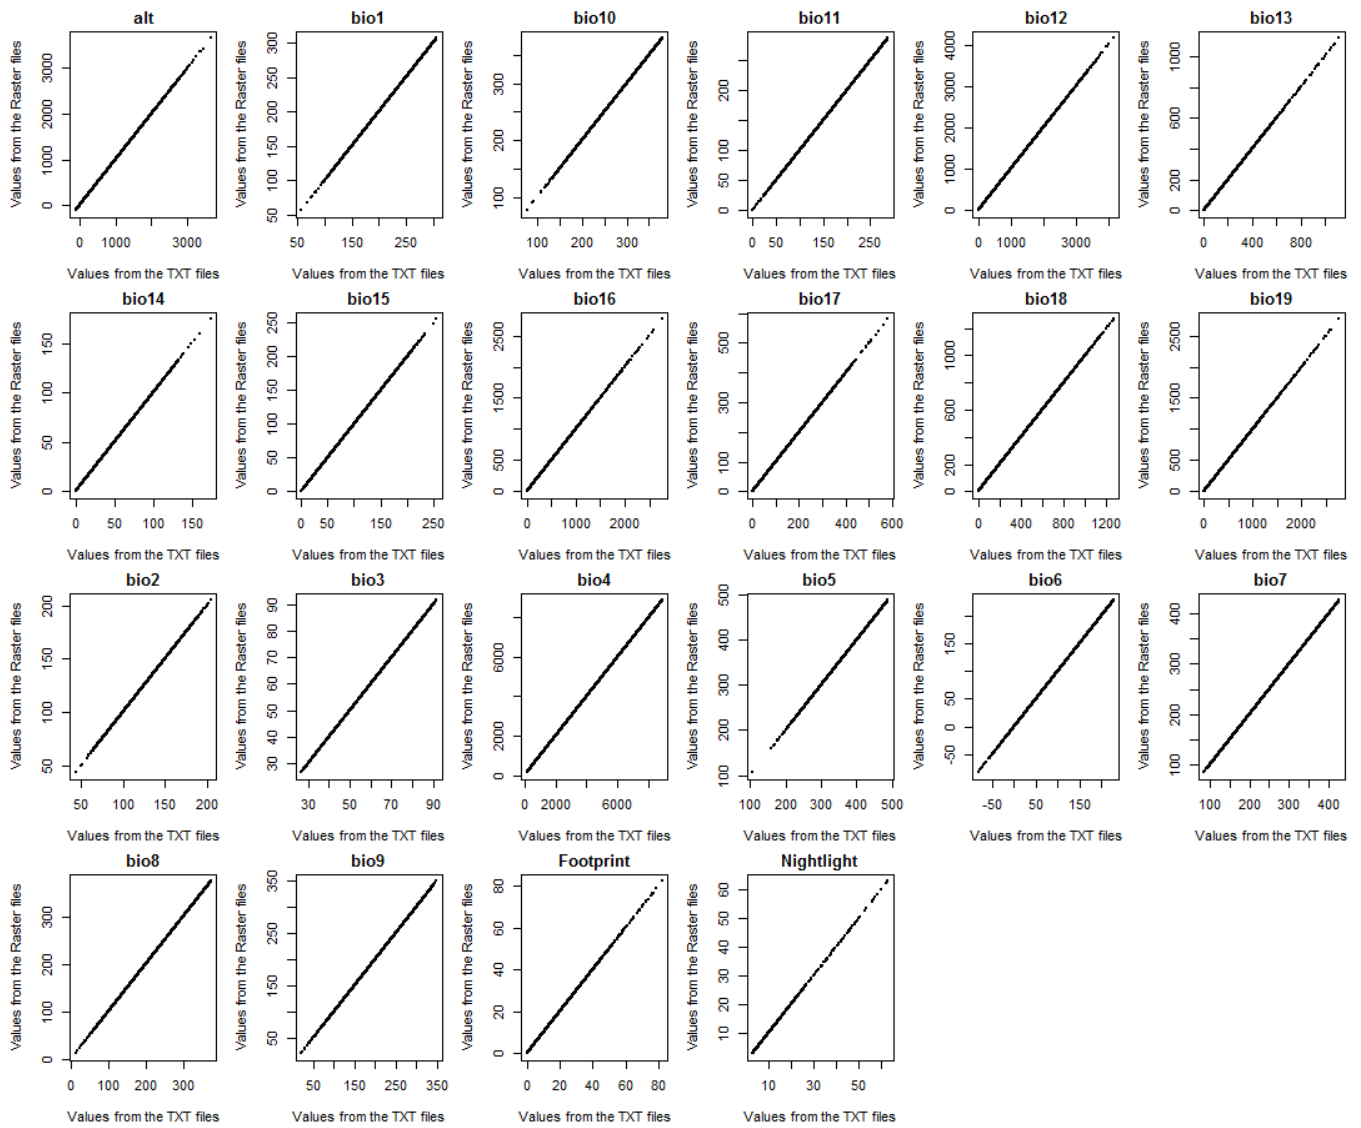 alt
Values from the Raster files
0 1000 3000
0 1000 3000
Values from the TXT files
bio1
Values from the Raster files
50 100 150 200 250 300
50 150 250
Values from the TXT files
bio10
Values from the Raster files
100 200 300
100 200 300
Values from the TXT files
bio11
Values from the Raster files
0 50 100 200
0 50 150 250
Values from the TXT files
bio12
Values from the Raster files
0 1000 2000 3000 4000
0 1000 3000
Values from the TXT files
bio13
Values from the Raster files
0 200 600 1000
0 400 800
Values from the TXT files
bio14
Values from the Raster files
0 50 100 150
0 50 100 150
Values from the TXT files
bio15
Values from the Raster files
0 50 100 150 200 250
0 50 150 250
Values from the TXT files
bio16
Values from the Raster files
0 500 1500 2500
0 1000 2000
Values from the TXT files
bio17
Values from the Raster files
0 100 300 500
0 200 400 600
Values from the TXT files
bio18
Values from the Raster files
0 200 600 1000
0 400 800 1200
Values from the TXT files
bio19
Values from the Raster files
0 500 1500 2500
0 1000 2000
Values from the TXT files
bio2
Values from the Raster files
50 100 150 200
50 100 150 200
Values from the TXT files
bio3
Values from the Raster files
30 40 50 60 70 80 90
30 50 70 90
Values from the TXT files
bio4
Values from the Raster files
0 2000 6000
0 2000 6000
Values from the TXT files
bio5
Values from the Raster files
100 200 300 400 500
100 200 300 400 500
Values from the TXT files
bio6
Values from the Raster files
-50 0 50 150
-50 50 150
Values from the TXT files
bio7
Values from the Raster files
100 200 300 400
100 200 300 400
Values from the TXT files
bio8
Values from the Raster files
0 100 200 300
0 100 200 300
Values from the TXT files
bio9
Values from the Raster files
50 150 250 350
50 150 250 350
Values from the TXT files
Footprint
Values from the Raster files
0 20 40 60 80
0 20 40 60 80
Values from the TXT files
Nightlight
Values from the Raster files
10 20 30 40 50 60
10 30 50
Values from the TXT files